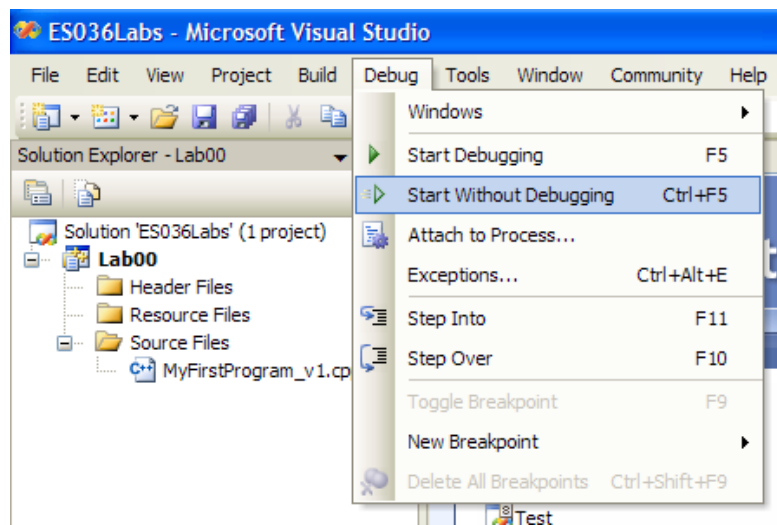 ES036Labs - Microsoft Visual Studio
File Edit View Project Build Debug Tools Window Community Help
Solution Explorer - Lab00
Solution 'ES036Labs' (1 project)
Lab00
Header Files
Resource Files
Source Files
MyFirstProgram_v1.cp
Windows
Start Debugging F5
Start Without Debugging Ctrl+F5
Attach to Process...
Exceptions... Ctrl+Alt+E
Step Into F11
Step Over F10
Toggle Breakpoint F9
New Breakpoint
Delete All Breakpoints Ctrl+Shift+F9
Test